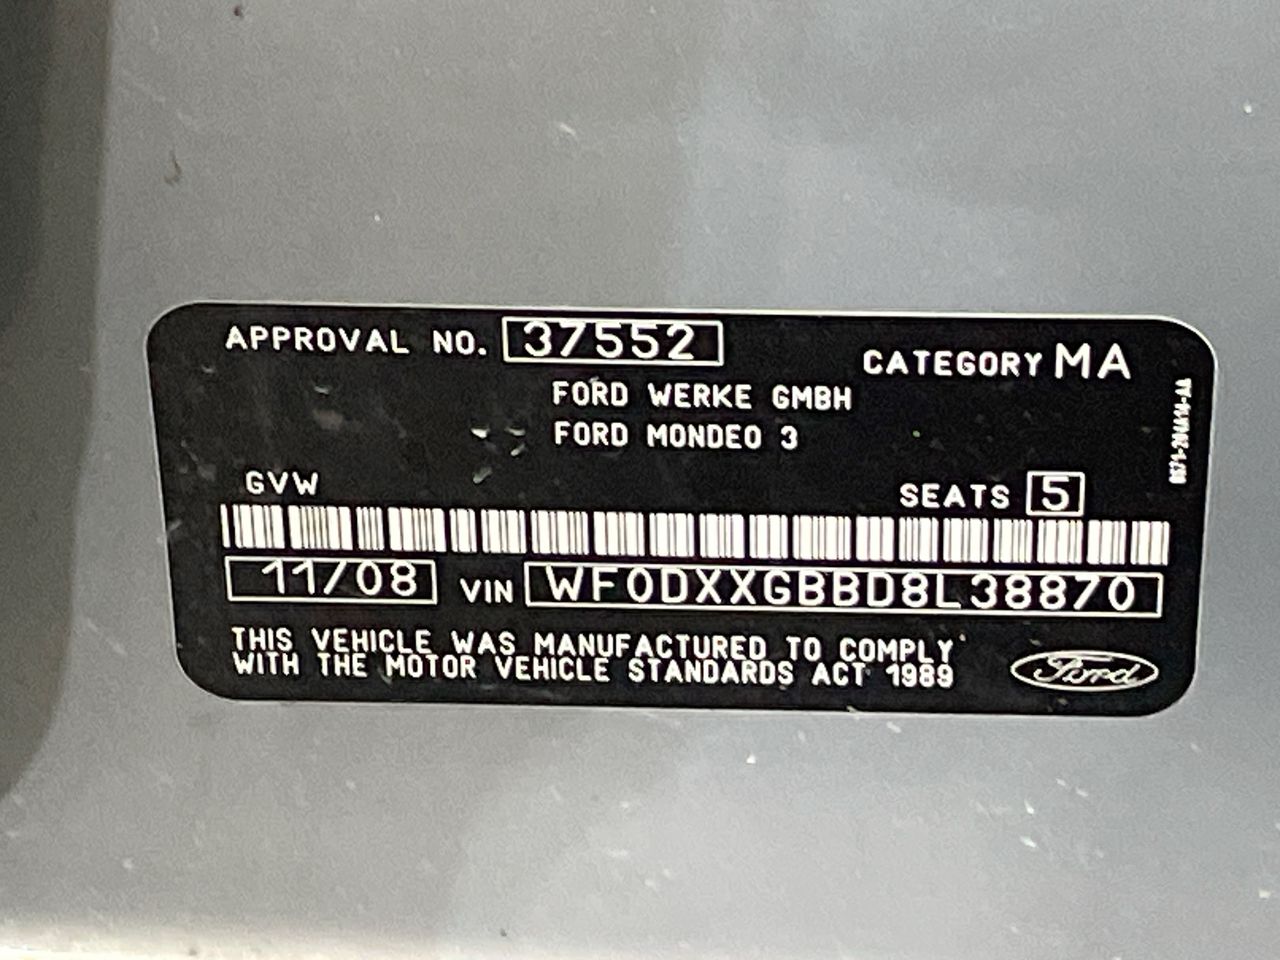 APPROVAL NO. 37552
CATEGORY MA
FORD WERKE GMBH
FORD MONDEO 3
GVW
SEATS 5
11/08 VIN WF0DXXGBBD8L38870
THIS VEHICLE WAS MANUFACTURED TO COMPLY
WITH THE MOTOR VEHICLE STANDARDS ACT 1989
Ford